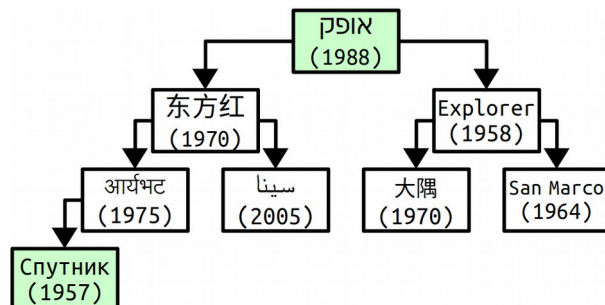 אופק
(1988)
东方红
(1970)
Explorer
(1958)
आर्यभट
(1975)
سينا
(2005)
大隅
(1970)
San Marco
(1964)
Спутник
(1957)